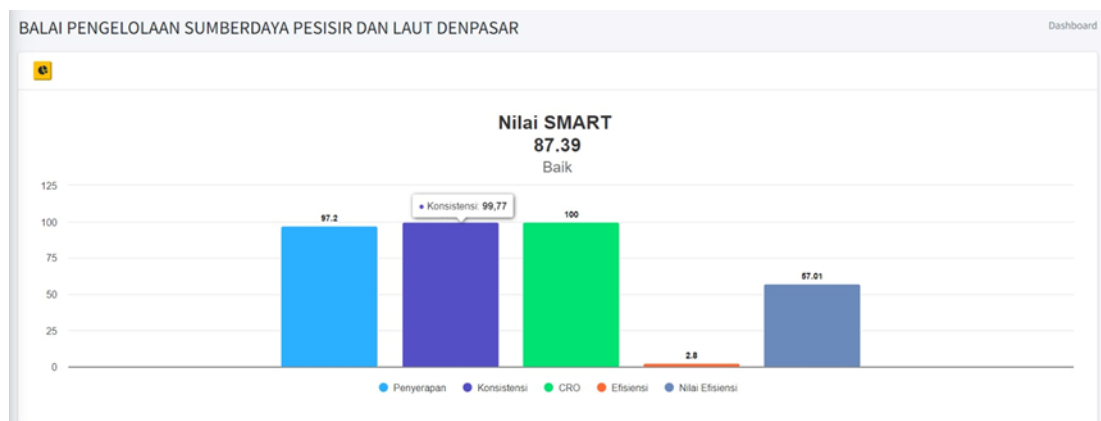 BALAI PENGELOLAAN SUMBERDAYA PESISIR DAN LAUT DENPASAR
Dashboard
Nilai SMART
87.39
Baik
125
100
75
50
25
0
97.2
• Konsistensi: 99,77
100
2.8
57.01
Penyerapan Konsistensi CRO Efisiensi Nilai Efisiensi